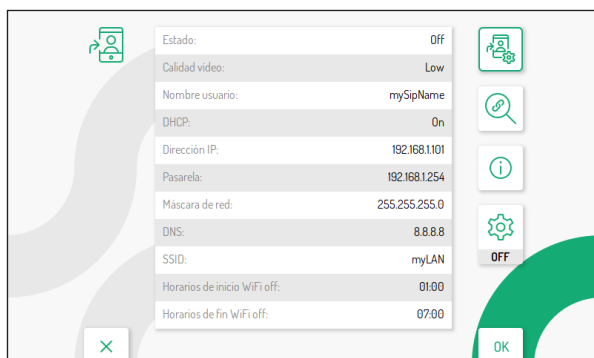 Estado: Off
Calidad video: Low
Nombre usuario: mySipName
DHCP: On
Dirección IP: 192.168.1.101
Pasarela: 192.168.1.254
Máscara de red: 255.255.255.0
DNS: 8.8.8.8
SSID: myLAN
Horarios de inicio WiFi off: 01:00
Horarios de fin WiFi off: 07:00
OFF
OK